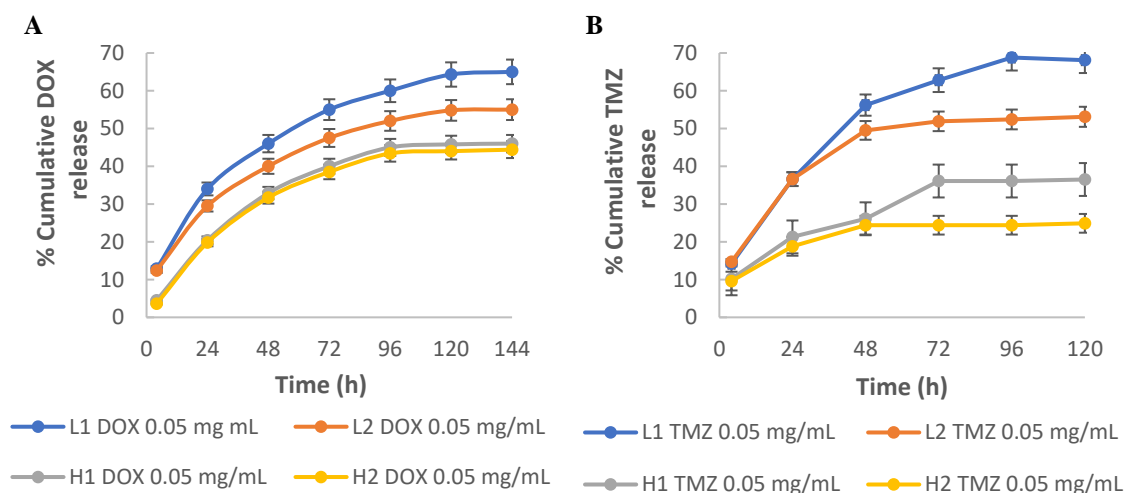 A
% Cumulative DOX
release
70
60
50
40
30
20
10
0
0 24 48 72 96 120 144
Time (h)
L1 DOX 0.05 mg mL
L2 DOX 0.05 mg/mL
H1 DOX 0.05 mg/mL
H2 DOX 0.05 mg/mL
B
% Cumulative TMZ
release
70
60
50
40
30
20
10
0
0 24 48 72 96 120
Time (h)
L1 TMZ 0.05 mg/mL
L2 TMZ 0.05 mg/mL
H1 TMZ 0.05 mg/mL
H2 TMZ 0.05 mg/mL